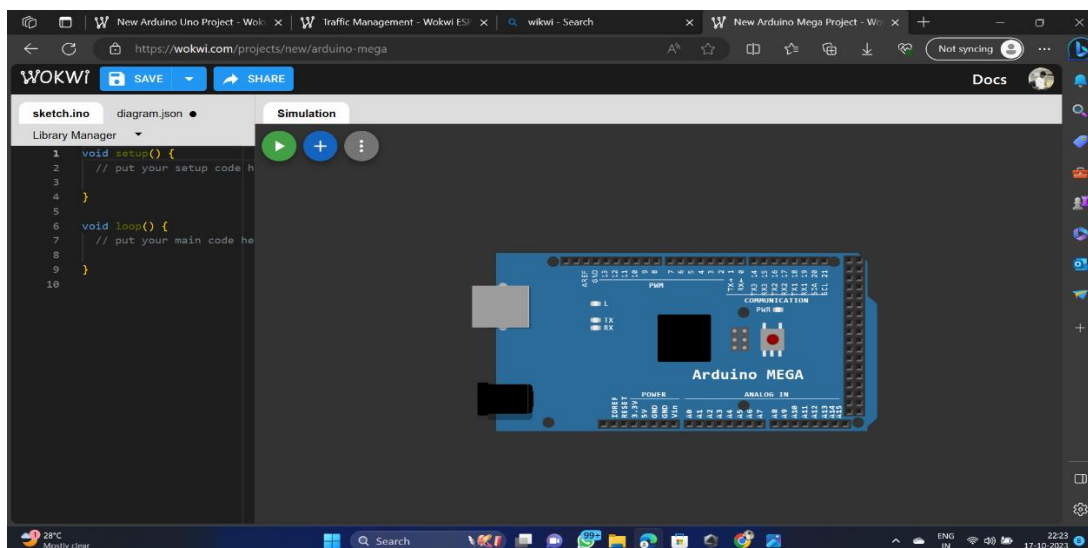 New Arduino Uno Project - Wok
Traffic Management - Wokwi ESP
wikwi - Search
New Arduino Mega Project - Wo
https://wokwi.com/projects/new/arduino-mega
Not syncing
WOKWI
SAVE
SHARE
Docs
sketch.ino
diagram.json
Simulation
Library Manager
1 void setup() {
2 // put your setup code h
3
4 }
5
6 void loop() {
7 // put your main code he
8
9 }
10
AREF
GND
13
12
11
10
9
8
7
6
5
4
3
2
TX→ 1
RX← 0
TX3 14
RX3 15
TX2 16
RX2 17
TX1 18
RX1 19
SDA 20
SCL 21
PWM
COMMUNICATION
L
TX
RX
PWR
Arduino MEGA
POWER
ANALOG IN
IOREF
RESET
3.3V
5V
GND
GND
Vin
A0
A1
A2
A3
A4
A5
A6
A7
A8
A9
A10
A11
A12
A13
A14
A15
1
28°C
Mostly clear
Search
99+
ENG
IN
22:23
17-10-2023